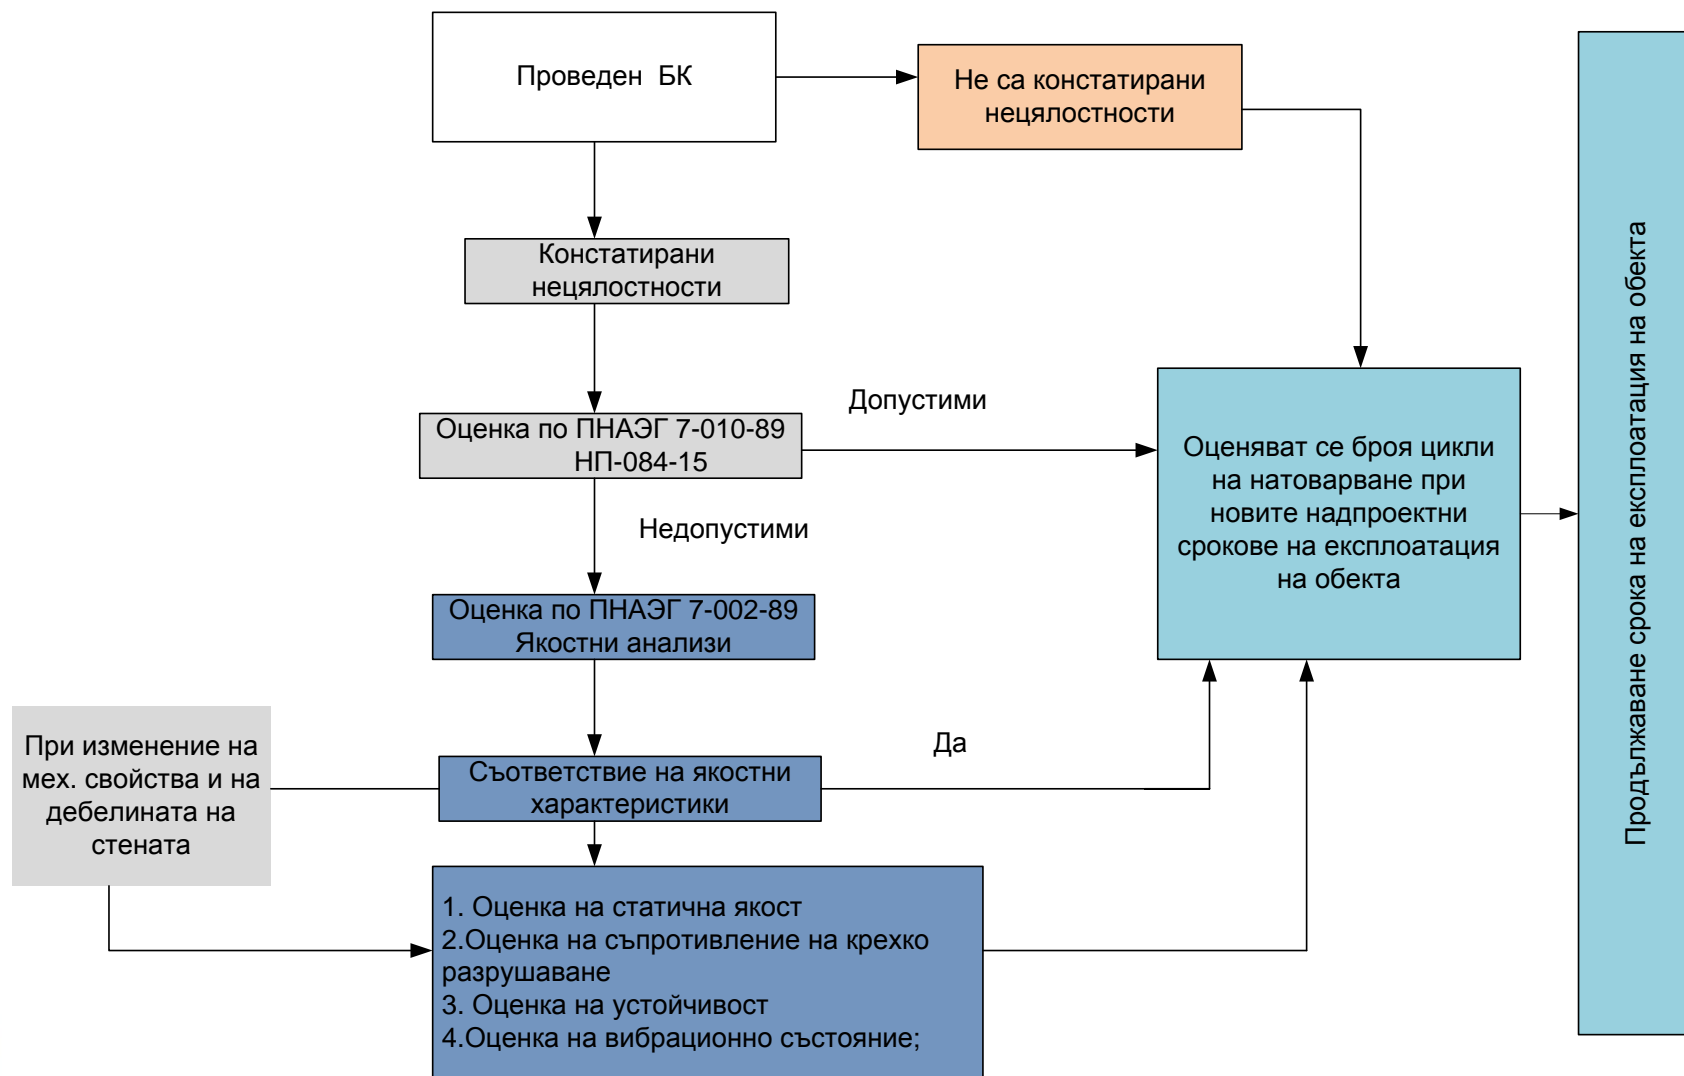 Проведен БК
Не са констатирани
нецялостности
Констатирани
нецялостности
Оценка по ПНАЭГ 7-010-89
НП-084-15
Допустими
Недопустими
Оценка по ПНАЭГ 7-002-89
Якостни анализи
Съответствие на якостни
характеристики
Да
При изменение на
мех. свойства и на
дебелината на
стената
1. Оценка на статична якост
2.Оценка на съпротивление на крехко
разрушаване
3. Оценка на устойчивост
4.Оценка на вибрационно състояние;
Оценяват се броя цикли
на натоварване при
новите надпроектни
срокове на експлоатация
на обекта
Продължаване срока на експлоатация на обекта